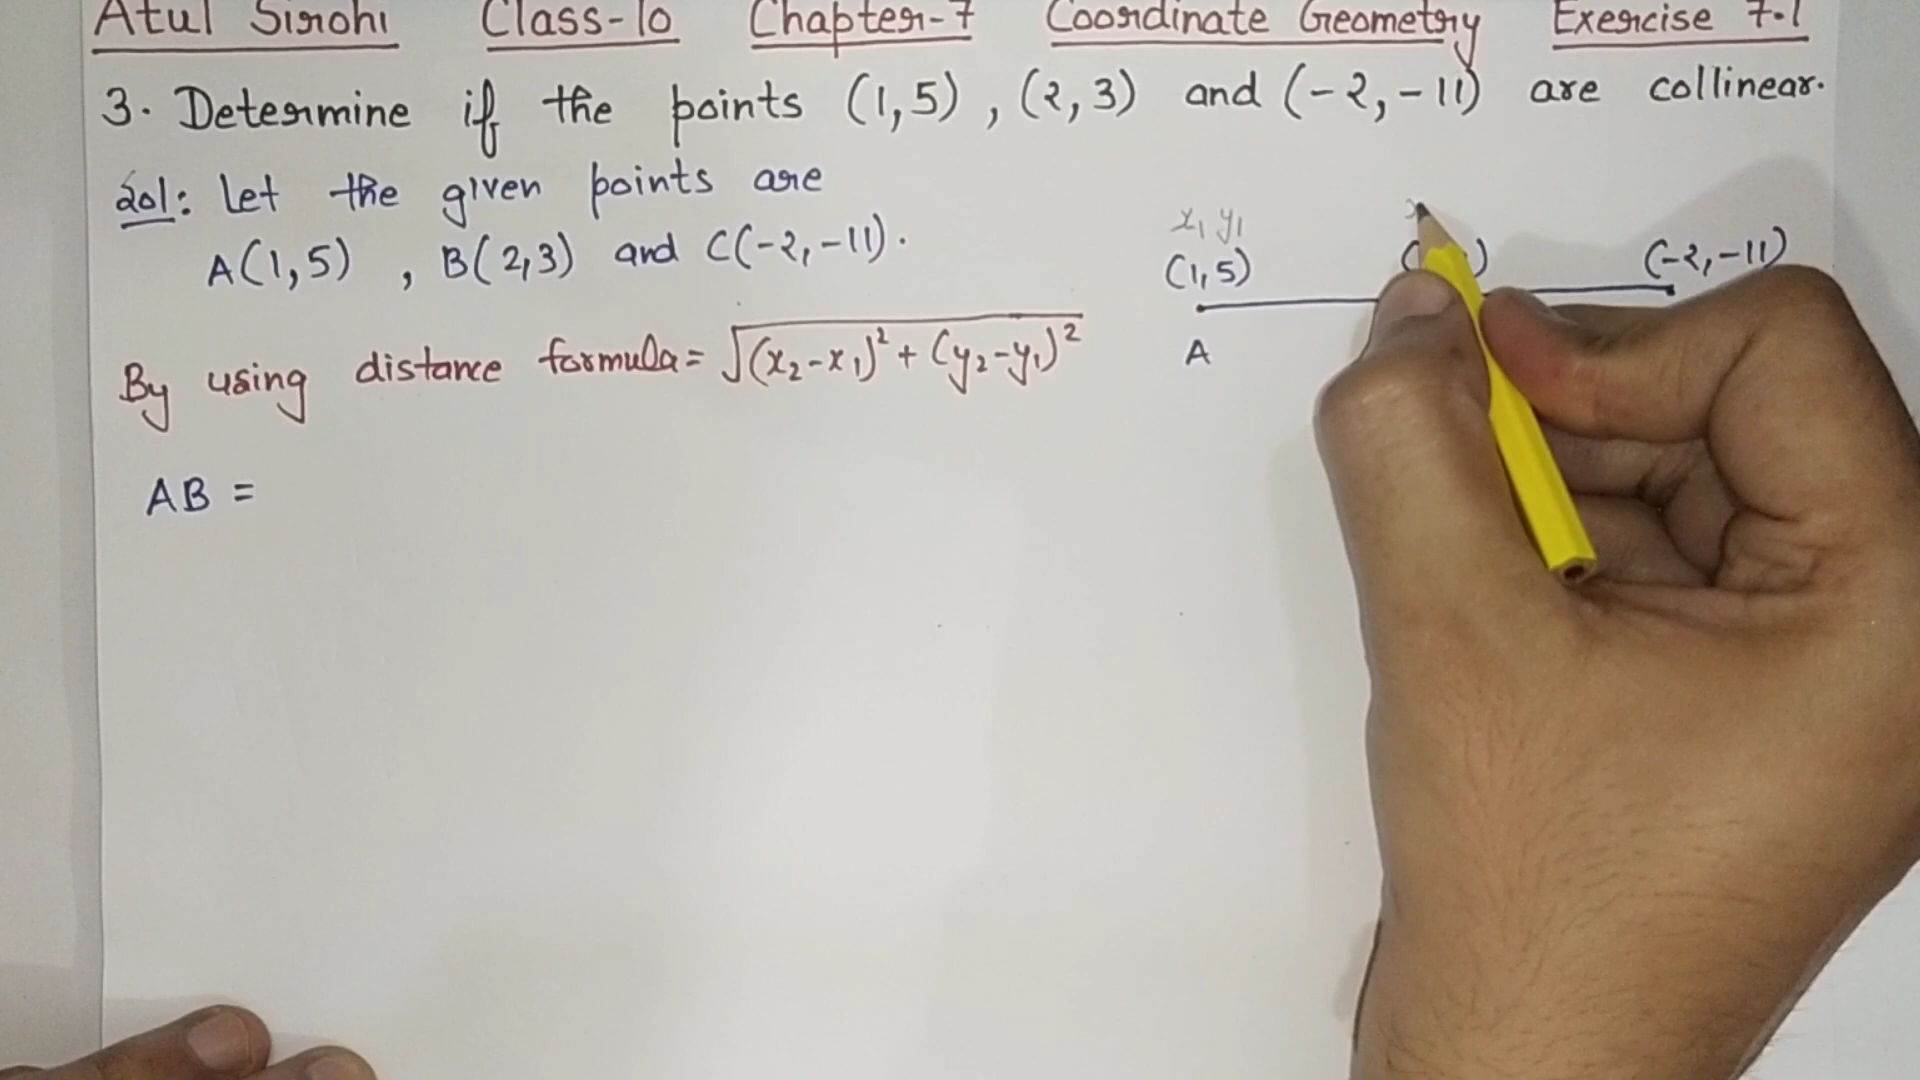 Atul Sirohi Class-10 Chapter-7 Coordinate Geometry Exercise 7.1
3. Determine if the points (1,5), (2,3) and (-2,-11) are collinear.
Sol: Let the given points are
A(1,5), B(2,3) and C(-2,-11).
x₁ y₁
(1,5) (-2,-11)
By using distance formula = √(x₂-x₁)² + (y₂-y₁)²
A
AB =